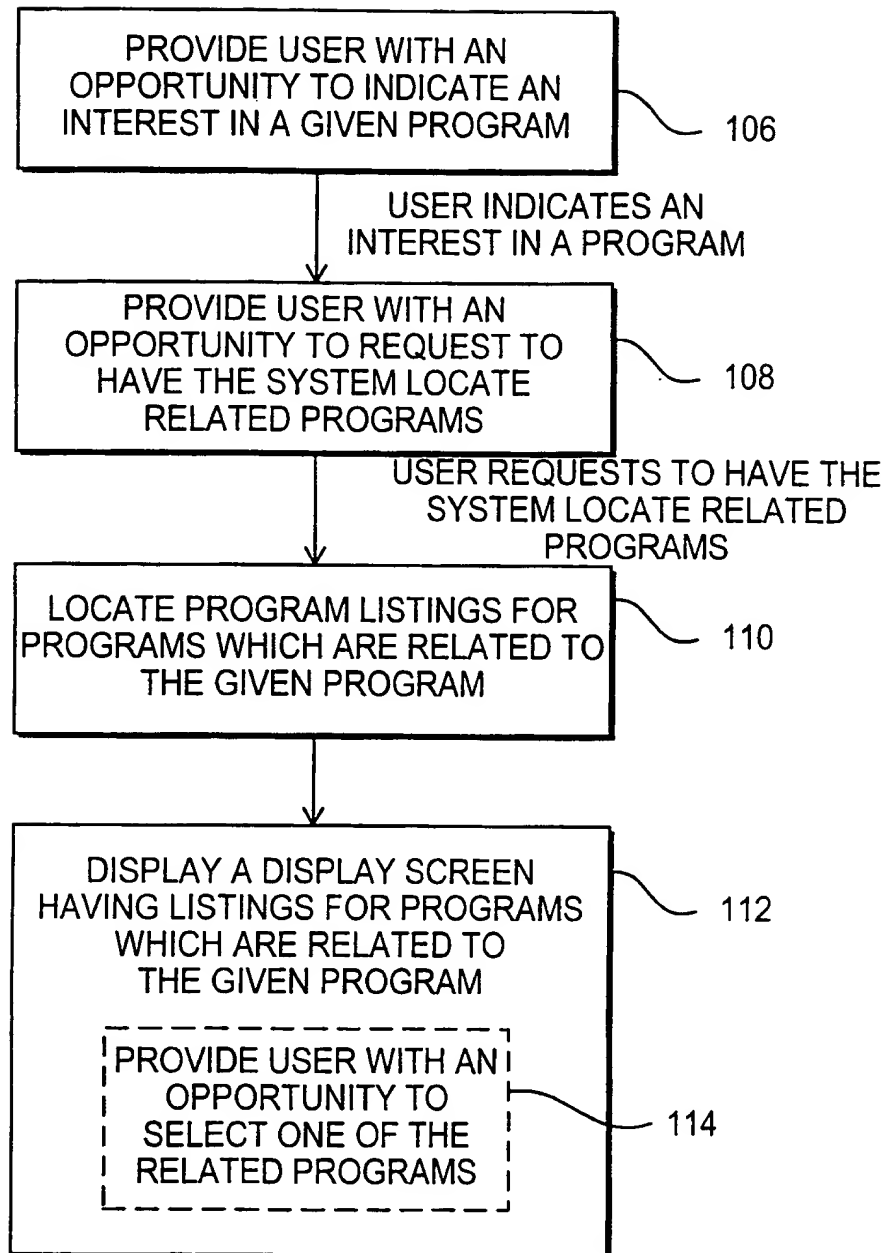 PROVIDE USER WITH AN
OPPORTUNITY TO INDICATE AN
INTEREST IN A GIVEN PROGRAM
106
USER INDICATES AN
INTEREST IN A PROGRAM
PROVIDE USER WITH AN
OPPORTUNITY TO REQUEST TO
HAVE THE SYSTEM LOCATE
RELATED PROGRAMS
108
USER REQUESTS TO HAVE THE
SYSTEM LOCATE RELATED
PROGRAMS
LOCATE PROGRAM LISTINGS FOR
PROGRAMS WHICH ARE RELATED TO
THE GIVEN PROGRAM
110
DISPLAY A DISPLAY SCREEN
HAVING LISTINGS FOR PROGRAMS
WHICH ARE RELATED TO
THE GIVEN PROGRAM
112
PROVIDE USER WITH AN
OPPORTUNITY TO
SELECT ONE OF THE
RELATED PROGRAMS
114